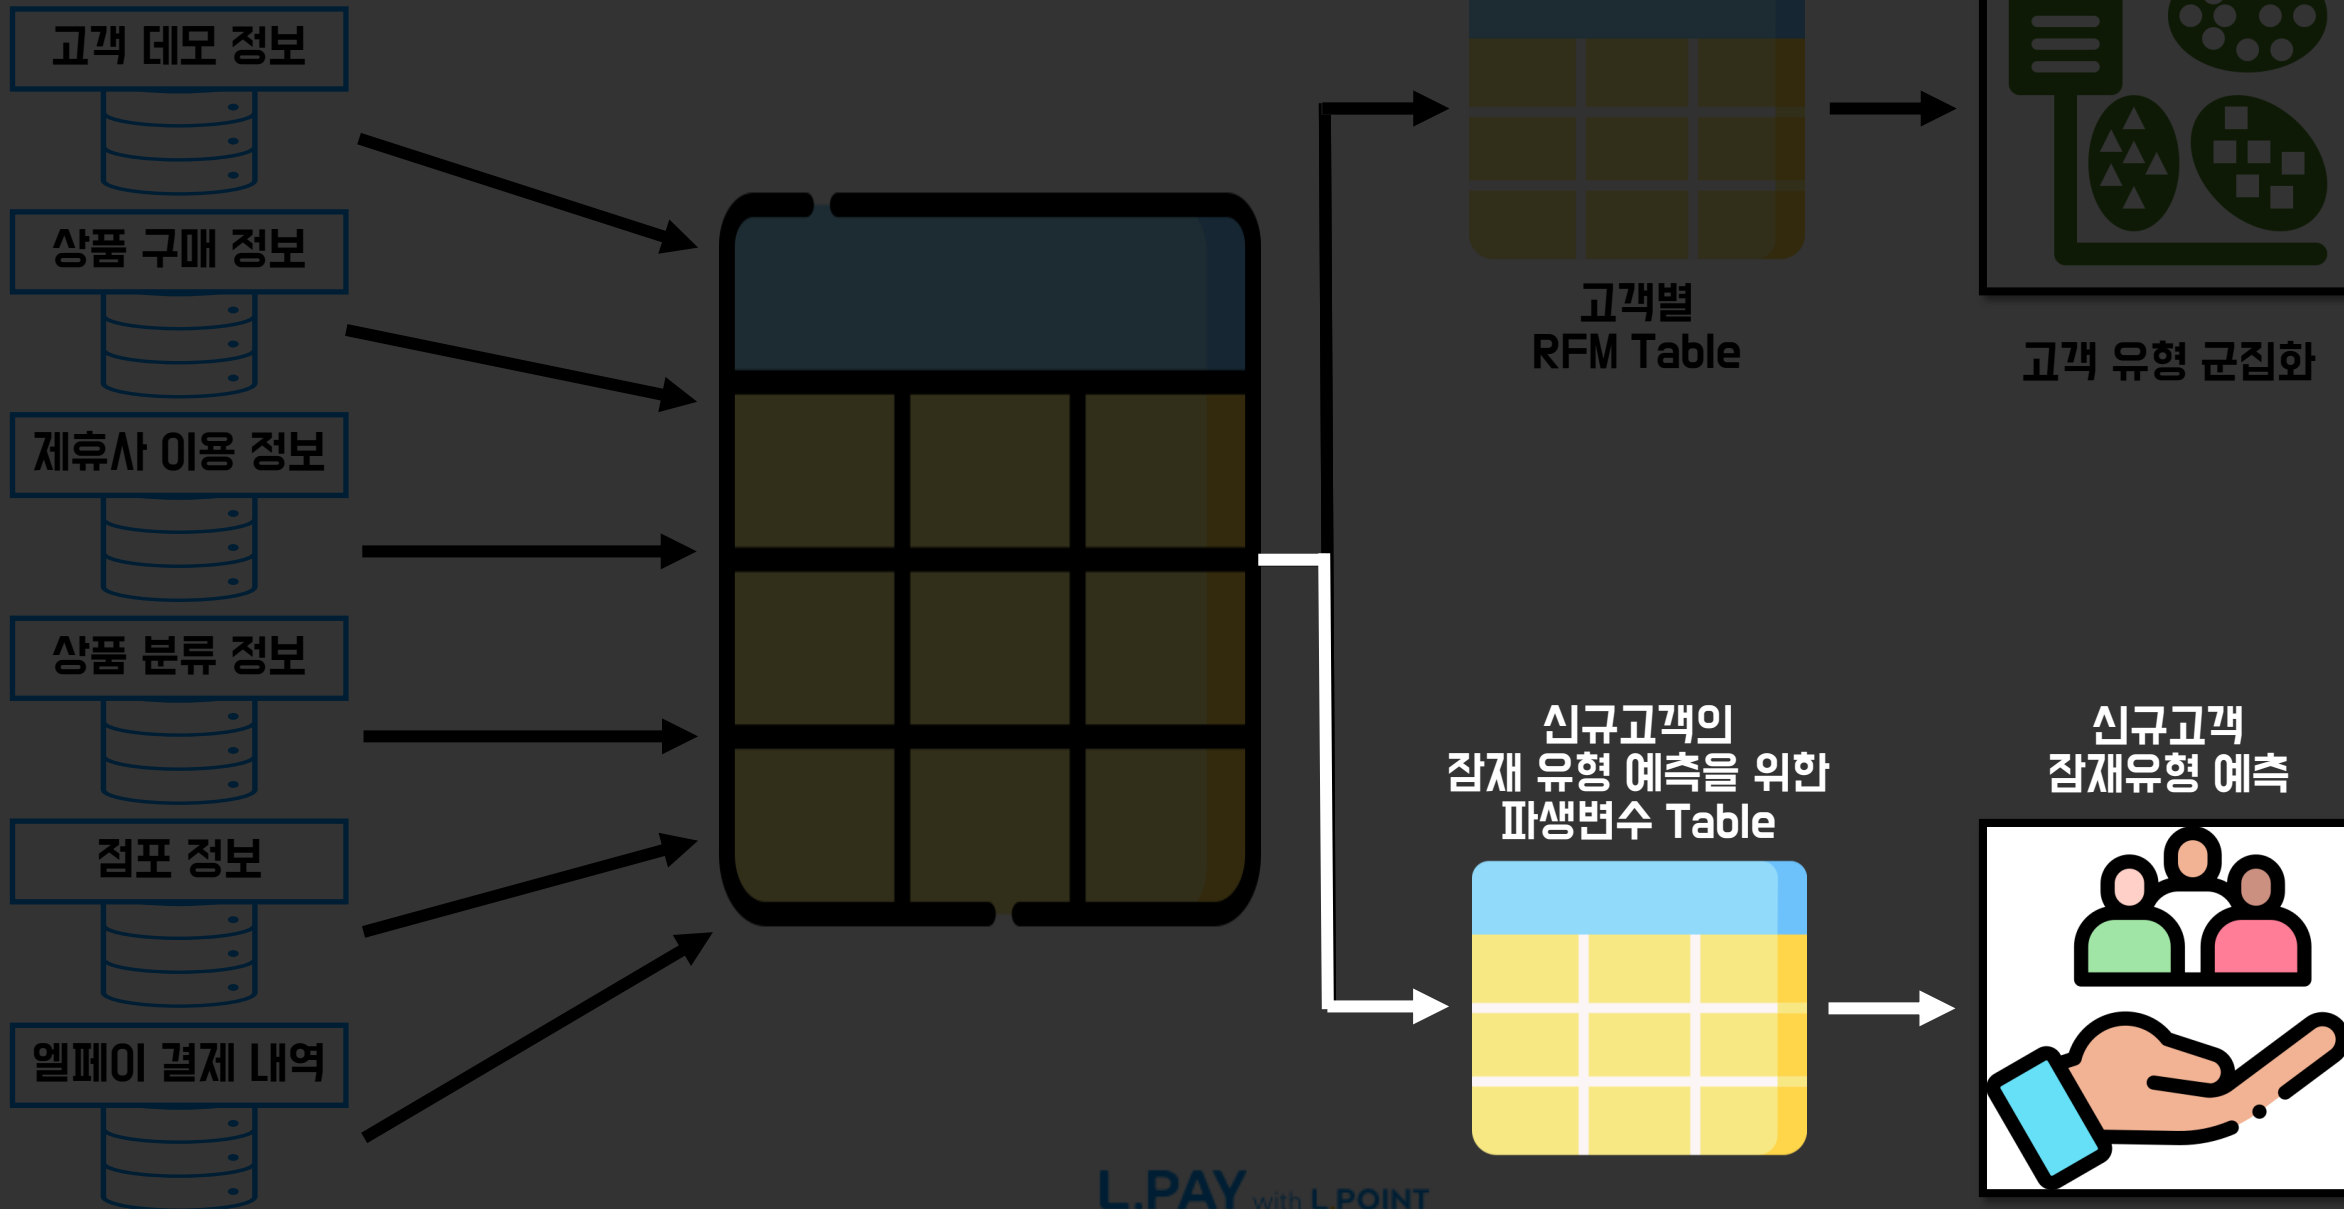 고객 데모 정보
상품 구매 정보
제휴사 이용 정보
상품 분류 정보
점포 정보
엘페이 결제 내역
고객별
RFM Table
고객 유형 군집화
신규고객의
잠재 유형 예측을 위한
파생변수 Table
신규고객
잠재유형 예측
L.PAY with L.POINT